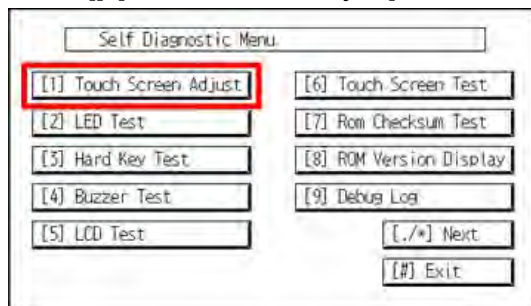 Self Diagnostic Menu
[1] Touch Screen Adjust
[2] LED Test
[3] Hard Key Test
[4] Buzzer Test
[5] LCD Test
[6] Touch Screen Test
[7] Rom Checksum Test
[8] ROM Version Display
[9] Debug Log
[./*] Next
[#] Exit